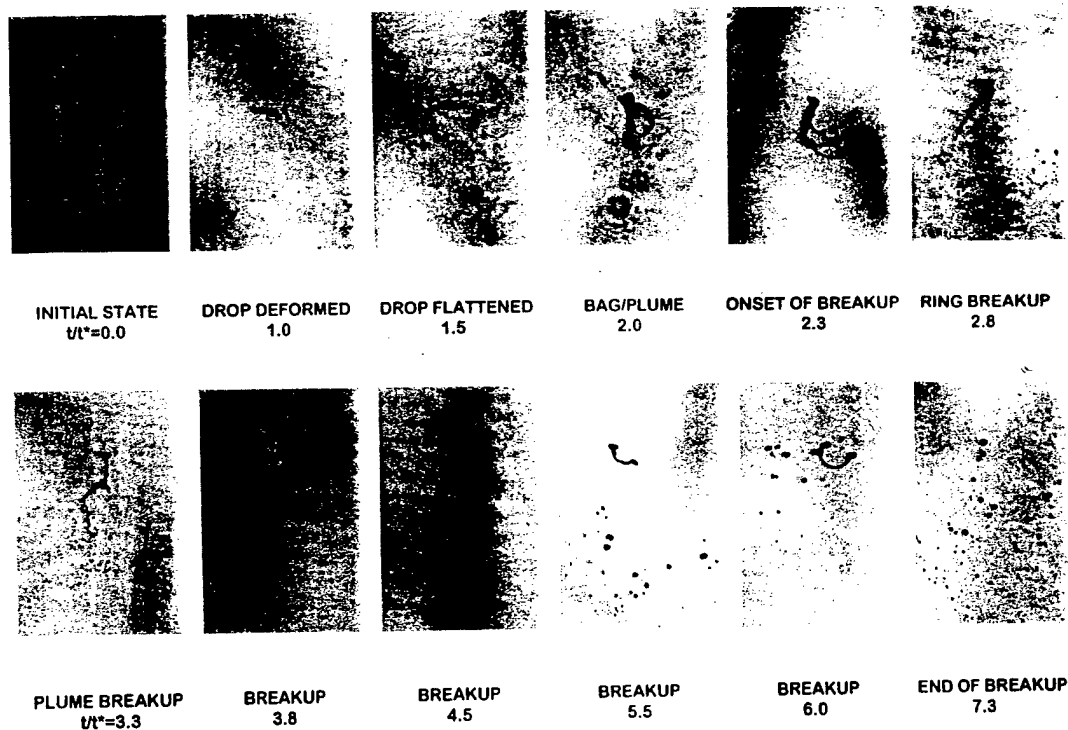 INITIAL STATE
t/t*=0.0
DROP DEFORMED
1.0
DROP FLATTENED
1.5
BAG/PLUME
2.0
ONSET OF BREAKUP
2.3
RING BREAKUP
2.8
PLUME BREAKUP
t/t*=3.3
BREAKUP
3.8
BREAKUP
4.5
BREAKUP
5.5
BREAKUP
6.0
END OF BREAKUP
7.3